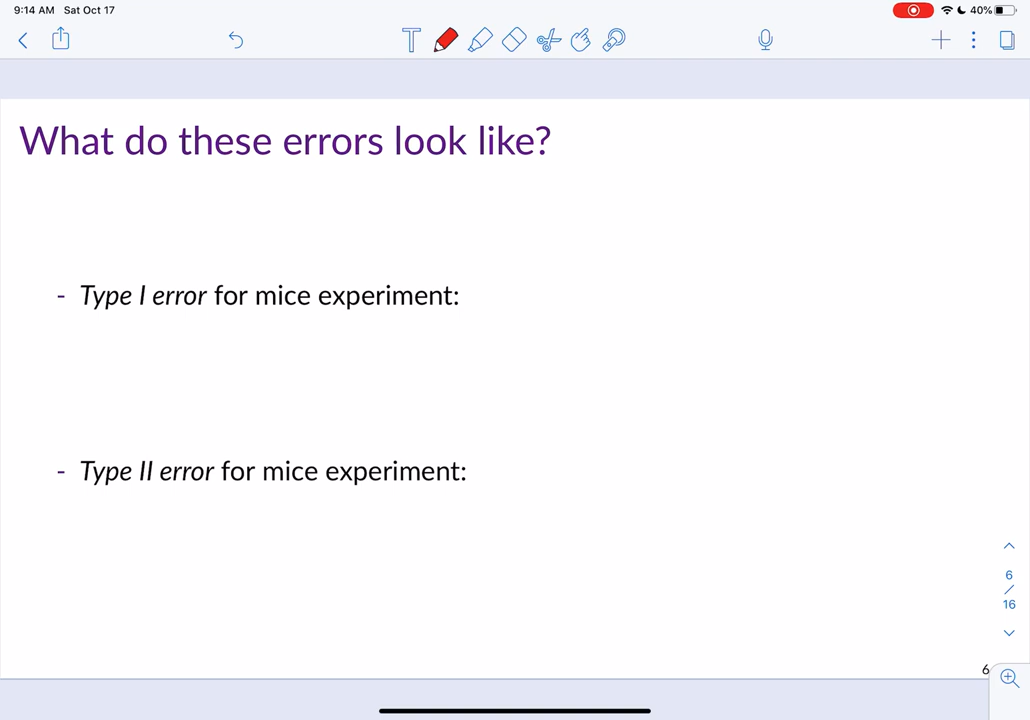 9:14 AM Sat Oct 17
40%
T
What do these errors look like?
- Type I error for mice experiment:
- Type II error for mice experiment:
6
/
16
6